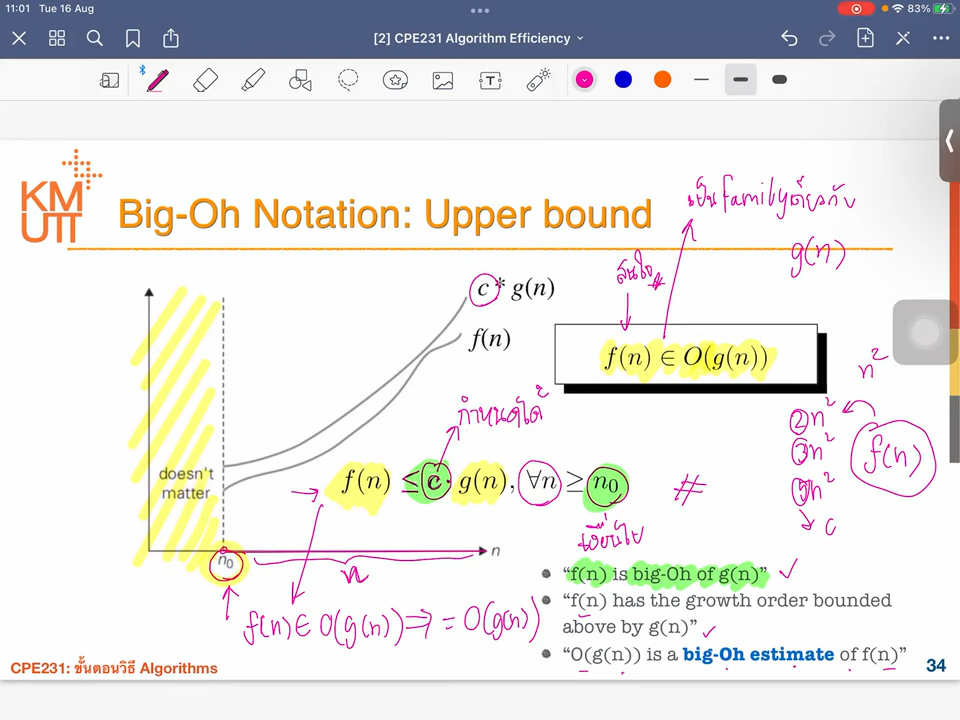 11:01 Tue 16 Aug
83%
[2] CPE231 Algorithm Efficiency
KMUTT
Big-Oh Notation: Upper bound
เป็น family เดียวกับ
g(n)
สนใจ
c * g(n)
f(n)
f(n) ∈ O(g(n))
n²
กำหนดได้
2n²
3n²
5n²
c
f(n)
doesn't
matter
f(n) ≤ c · g(n), ∀n ≥ n₀
#
เงื่อนไข
n
n₀
n
f(n) ∈ O(g(n)) ⇒ = O(g(n))
• “f(n) is big-Oh of g(n)”
• “f(n) has the growth order bounded
above by g(n)”
• “O(g(n)) is a big-Oh estimate of f(n)”
CPE231: ขั้นตอนวิธี Algorithms
34